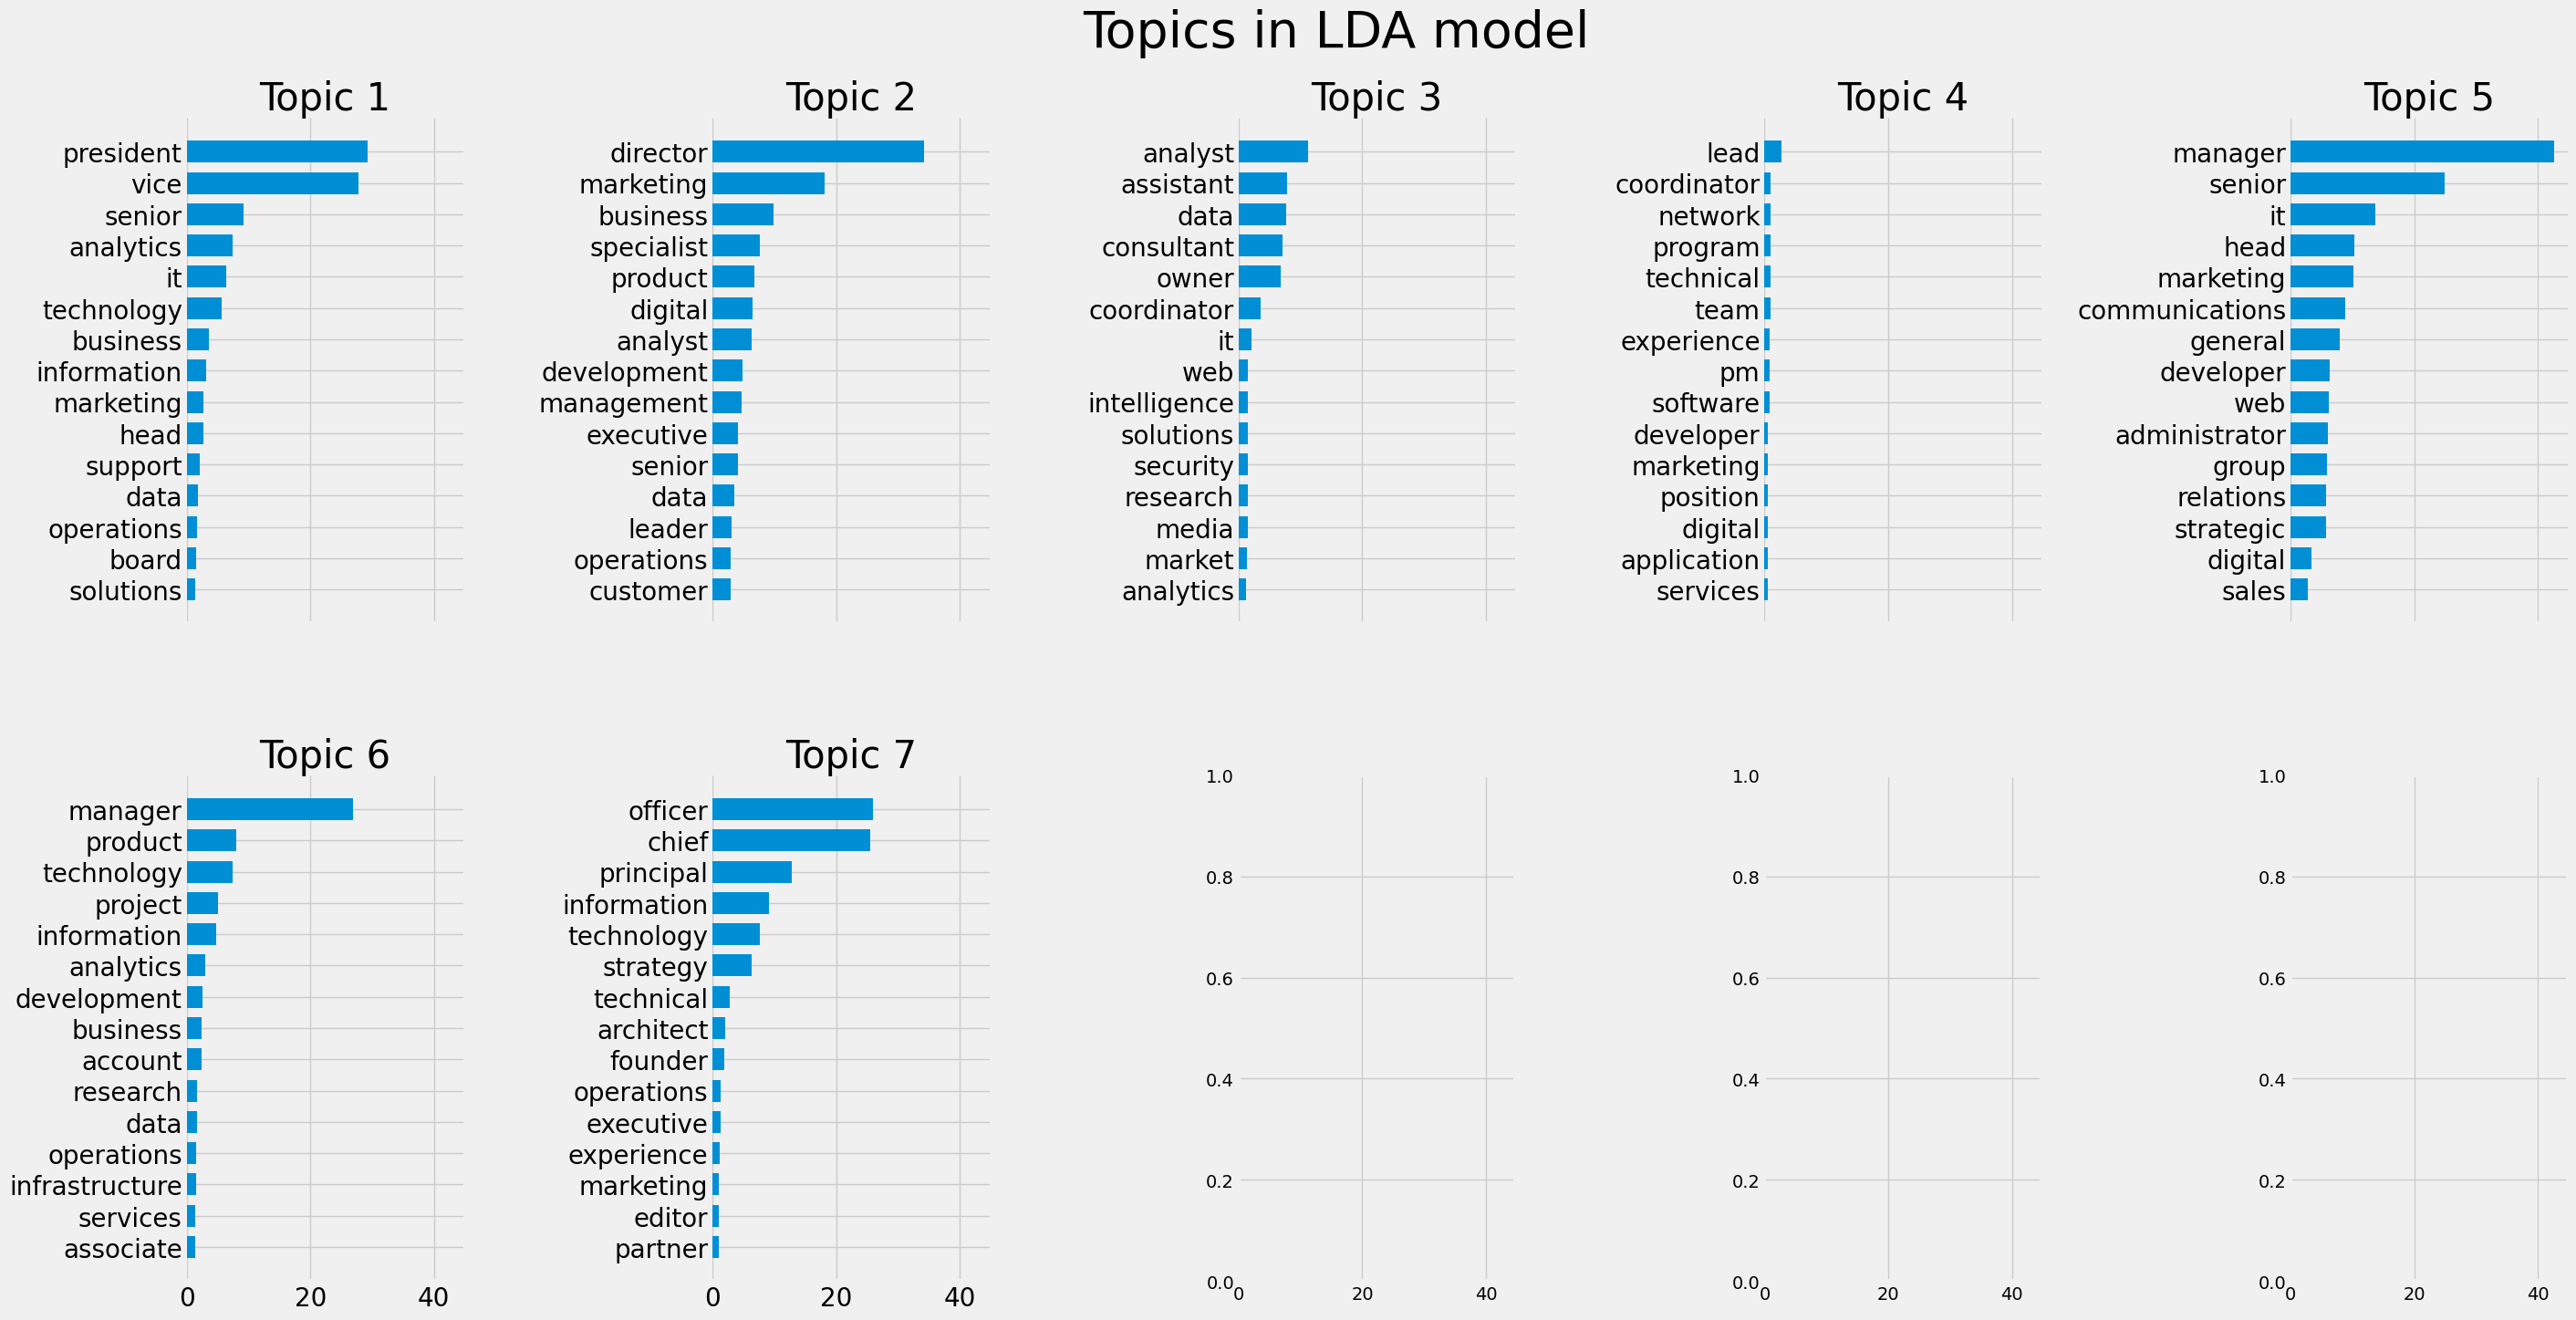 Topics in LDA model
Topic 1
president
vice
senior
analytics
it
technology
business
information
marketing
head
support
data
operations
board
solutions
Topic 2
director
marketing
business
specialist
product
digital
analyst
development
management
executive
senior
data
leader
operations
customer
Topic 3
analyst
assistant
data
consultant
owner
coordinator
it
web
intelligence
solutions
security
research
media
market
analytics
Topic 4
lead
coordinator
network
program
technical
team
experience
pm
software
developer
marketing
position
digital
application
services
Topic 5
manager
senior
it
head
marketing
communications
general
developer
web
administrator
group
relations
strategic
digital
sales
Topic 6
manager
product
technology
project
information
analytics
development
business
account
research
data
operations
infrastructure
services
associate
0 20 40
Topic 7
officer
chief
principal
information
technology
strategy
technical
architect
founder
operations
executive
experience
marketing
editor
partner
0 20 40
1.0
0.8
0.6
0.4
0.2
0.0
0 20 40
1.0
0.8
0.6
0.4
0.2
0.0
0 20 40
1.0
0.8
0.6
0.4
0.2
0.0
0 20 40